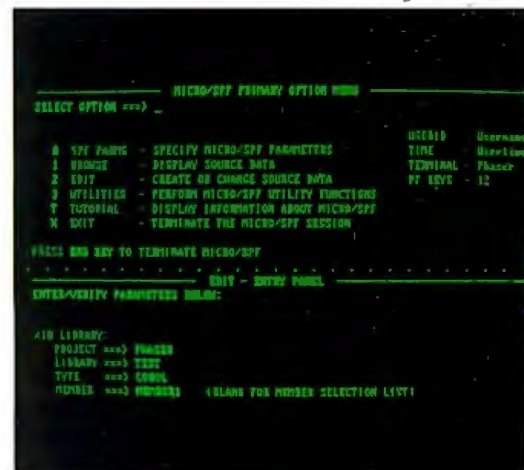 MICRO/SPF PRIMARY OPTION MENU
SELECT OPTION ===> _
USERID - Username
0 SPF PARMS - SPECIFY MICRO/SPF PARAMETERS TIME -
1 BROWSE - DISPLAY SOURCE DATA TERMINAL - Phaser
2 EDIT - CREATE OR CHANGE SOURCE DATA PF KEYS - 12
3 UTILITIES - PERFORM MICRO/SPF UTILITY FUNCTIONS
T TUTORIAL - DISPLAY INFORMATION ABOUT MICRO/SPF
X EXIT - TERMINATE THE MICRO/SPF SESSION
PRESS END KEY TO TERMINATE MICRO/SPF
EDIT - ENTRY PANEL
ENTER/VERIFY PARAMETERS BELOW:
LIBRARY:
PROJECT ===> PHASER
LIBRARY ===> TEST
TYPE ===> COBOL
MEMBER ===> MEMBER1 (BLANK FOR MEMBER SELECTION LIST)